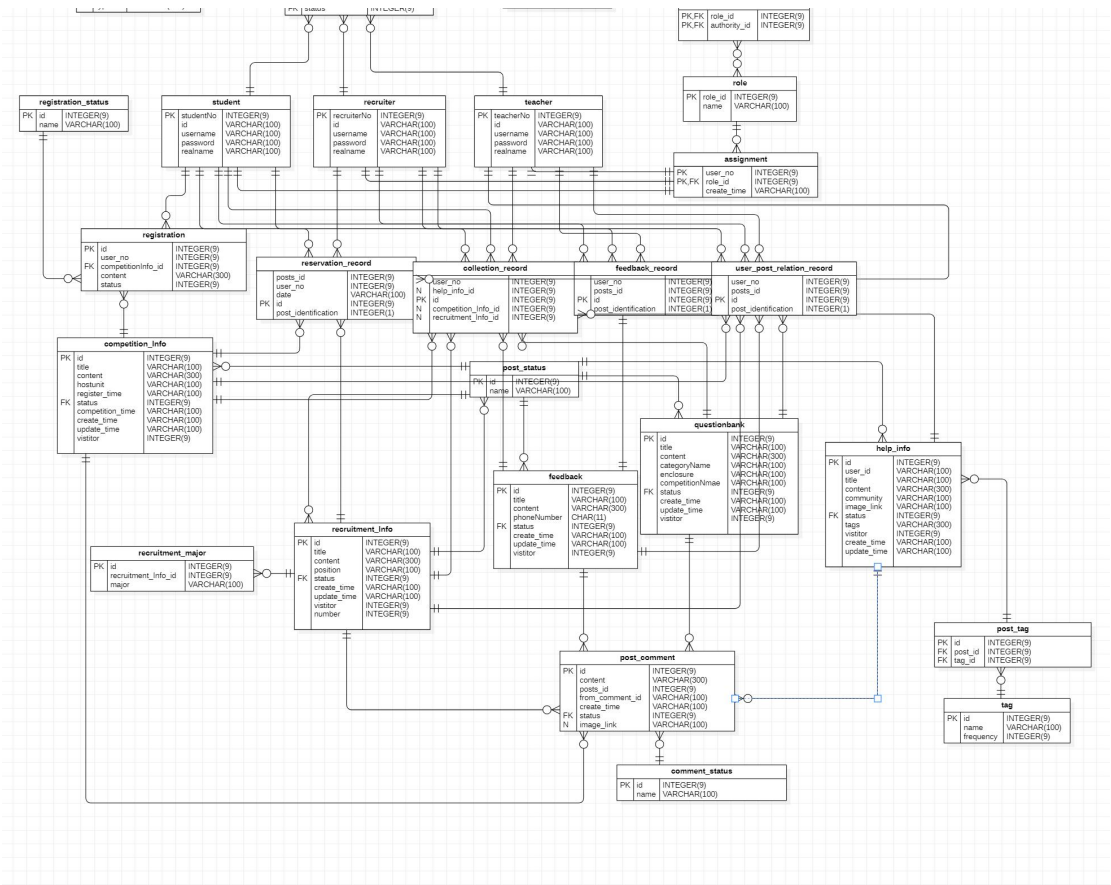 FK status INTEGER(9)
PK,FK role_id INTEGER(9)
PK,FK authority_id INTEGER(9)
role
PK role_id INTEGER(9)
name VARCHAR(100)
registration_status
PK id INTEGER(9)
name VARCHAR(100)
student
PK studentNo INTEGER(9)
id VARCHAR(100)
username VARCHAR(100)
password VARCHAR(100)
realname VARCHAR(100)
recruiter
PK recruiterNo INTEGER(9)
id VARCHAR(100)
username VARCHAR(100)
password VARCHAR(100)
realname VARCHAR(100)
teacher
PK teacherNo INTEGER(9)
id VARCHAR(100)
username VARCHAR(100)
password VARCHAR(100)
realname VARCHAR(100)
assignment
PK user_no INTEGER(9)
PK,FK role_id INTEGER(9)
create_time VARCHAR(100)
registration
PK id INTEGER(9)
user_no INTEGER(9)
FK competitionInfo_id INTEGER(9)
content VARCHAR(300)
status INTEGER(9)
reservation_record
posts_id INTEGER(9)
user_no INTEGER(9)
date VARCHAR(100)
PK id INTEGER(9)
post_identification INTEGER(1)
collection_record
user_no INTEGER(9)
N help_info_id INTEGER(9)
PK id INTEGER(9)
N competition_Info_id INTEGER(9)
N recruitment_Info_id INTEGER(9)
feedback_record
user_no INTEGER(9)
posts_id INTEGER(9)
PK id INTEGER(9)
post_identification INTEGER(1)
user_post_relation_record
user_no INTEGER(9)
posts_id INTEGER(9)
PK id INTEGER(9)
post_identification INTEGER(1)
competition_Info
PK id INTEGER(9)
title VARCHAR(100)
content VARCHAR(300)
hostunit VARCHAR(100)
register_time VARCHAR(100)
FK status INTEGER(9)
competition_time VARCHAR(100)
create_time VARCHAR(100)
update_time VARCHAR(100)
vistitor INTEGER(9)
post_status
PK id INTEGER(9)
name VARCHAR(100)
questionbank
PK id INTEGER(9)
title VARCHAR(100)
content VARCHAR(300)
categoryName VARCHAR(100)
enclosure VARCHAR(100)
competitionNmae VARCHAR(100)
FK status INTEGER(9)
create_time VARCHAR(100)
update_time VARCHAR(100)
vistitor INTEGER(9)
help_info
PK id INTEGER(9)
user_id VARCHAR(100)
title VARCHAR(100)
content VARCHAR(300)
community VARCHAR(100)
image_link VARCHAR(100)
FK status INTEGER(9)
tags VARCHAR(300)
vistitor INTEGER(9)
create_time VARCHAR(100)
update_time VARCHAR(100)
feedback
PK id INTEGER(9)
title VARCHAR(100)
content VARCHAR(300)
phoneNumber CHAR(11)
FK status INTEGER(9)
create_time VARCHAR(100)
update_time VARCHAR(100)
vistitor INTEGER(9)
recruitment_Info
PK id INTEGER(9)
title VARCHAR(100)
content VARCHAR(300)
position VARCHAR(100)
FK status INTEGER(9)
create_time VARCHAR(100)
update_time VARCHAR(100)
vistitor INTEGER(9)
number INTEGER(9)
recruitment_major
PK id INTEGER(9)
recruitment_Info_id INTEGER(9)
major VARCHAR(100)
post_tag
PK id INTEGER(9)
FK post_id INTEGER(9)
FK tag_id INTEGER(9)
post_comment
PK id INTEGER(9)
content VARCHAR(300)
posts_id INTEGER(9)
from_comment_id VARCHAR(100)
create_time VARCHAR(100)
FK status INTEGER(9)
N image_link VARCHAR(100)
tag
PK id INTEGER(9)
name VARCHAR(100)
frequency INTEGER(9)
comment_status
PK id INTEGER(9)
name VARCHAR(100)